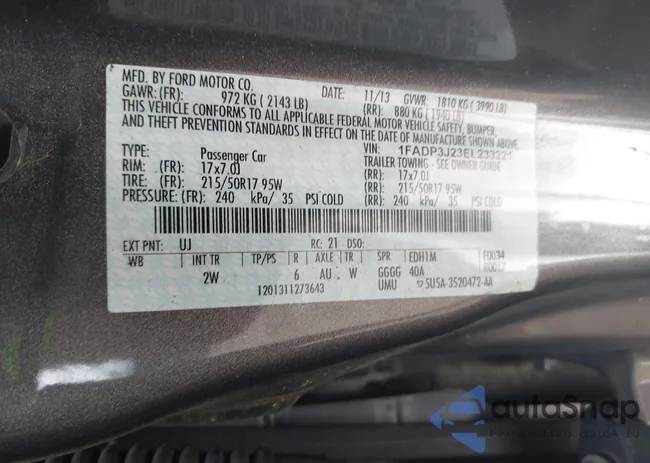 MFD. BY FORD MOTOR CO.
DATE: 11/13 GVWR: 1810 KG (3990 LB)
GAWR: (FR): 972 KG (2143 LB) (RR): 880 KG (1940 LB)
THIS VEHICLE CONFORMS TO ALL APPLICABLE FEDERAL MOTOR VEHICLE SAFETY, BUMPER,
AND THEFT PREVENTION STANDARDS IN EFFECT ON THE DATE OF MANUFACTURE SHOWN ABOVE.
VIN: 1FADP3J23EL233221
TYPE: Passenger Car TRAILER TOWING - SEE OWNER GUIDE
RIM: (FR): 17x7.0J (RR): 17x7.0J
TIRE: (FR): 215/50R17 95W (RR): 215/50R17 95W
PRESSURE: (FR): 240 kPa/ 35 PSI COLD (RR): 240 kPa/ 35 PSI COLD
EXT PNT: UJ RC: 21 DSO:
WB INT TR TP/PS R AXLE TR SPR EDH1M F0034
2W 6 AU W GGGG 40A R0017
1201311273643 UMU 5U5A-3520472-AA
autoSnap